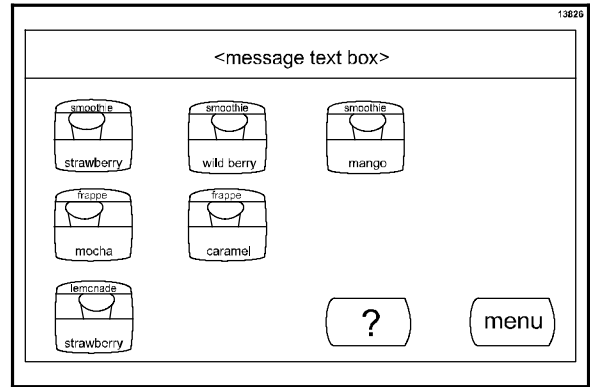 13826
<message text box>
smoothie smoothie smoothie
strawberry wild berry mango
frappe frappe
mocha caramel
lemonade
strawberry
? menu